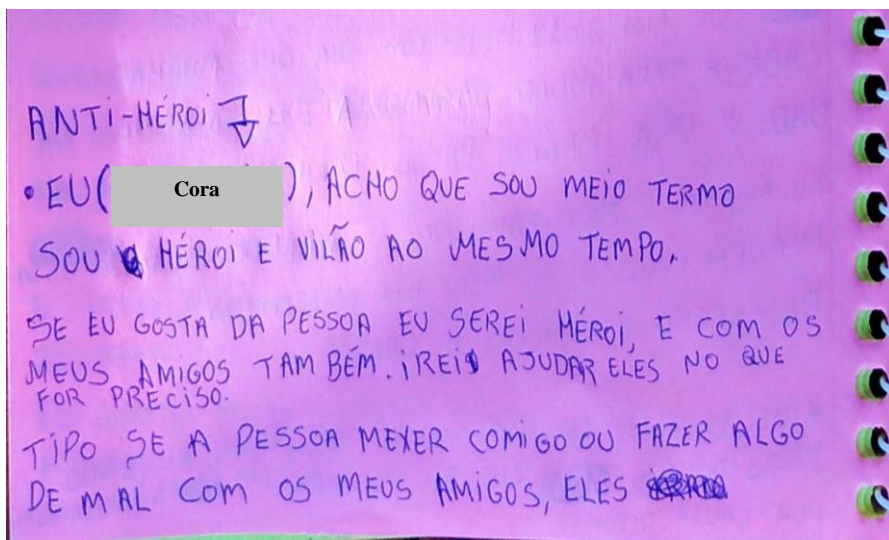 ANTI-HÉROI
• EU( Cora ), ACHO QUE SOU MEIO TERMO
SOU HÉROI E VILÃO AO MESMO TEMPO.
SE EU GOSTA DA PESSOA EU SEREI HÉROI, E COM OS
MEUS AMIGOS TAMBÉM. IREI AJUDAR ELES NO QUE
FOR PRECISO.
TIPO SE A PESSOA MEXER COMIGO OU FAZER ALGO
DE MAL COM OS MEUS AMIGOS, ELES